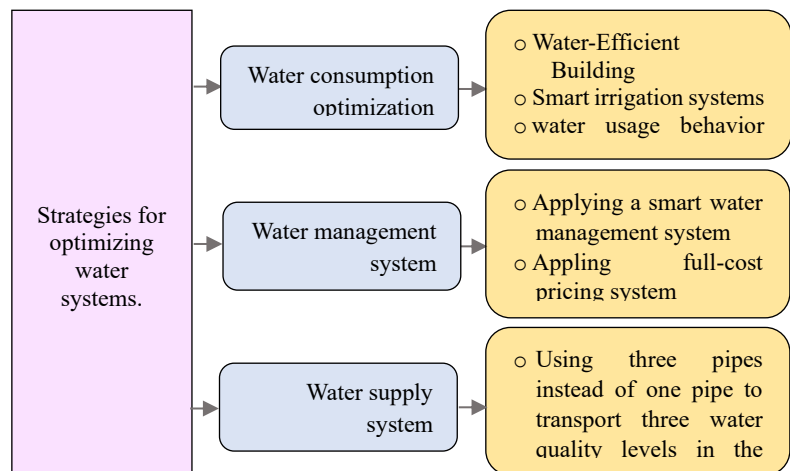 Strategies for
optimizing
water
systems.
Water consumption
optimization
○ Water-Efficient
Building
○ Smart irrigation systems
○ water usage behavior
Water management
system
○ Applying a smart water
management system
○ Appling full-cost
pricing system
Water supply
system
○ Using three pipes
instead of one pipe to
transport three water
quality levels in the